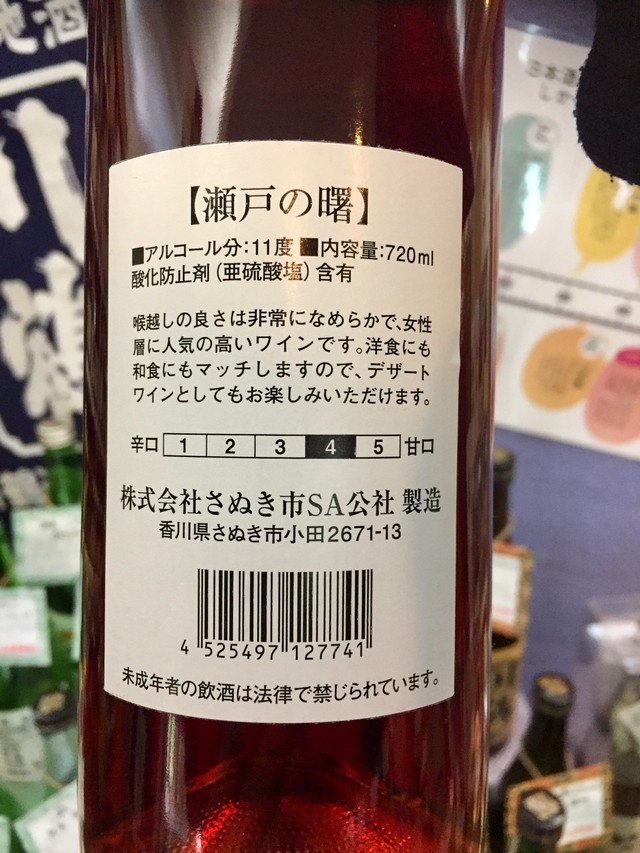 【瀬戸の曙】
■アルコール分：11度 ■内容量：720ml
酸化防止剤（亜硫酸塩）含有
喉越しの良さは非常になめらかで、女性
層に人気の高いワインです。洋食にも
和食にもマッチしますので、デザート
ワインとしてもお楽しみいただけます。
辛口 1 2 3 4 5 甘口
株式会社さぬき市SA公社 製造
香川県さぬき市小田2671-13
4 525497 127741
未成年者の飲酒は法律で禁じられています。
地酒
日本酒